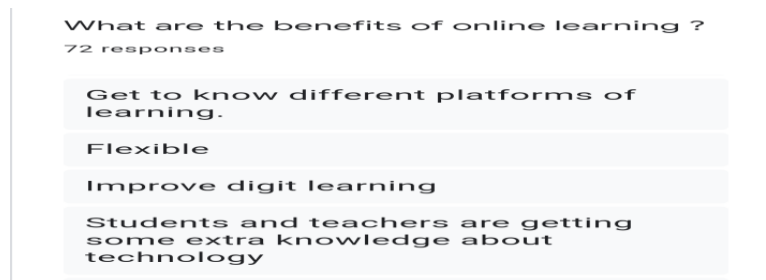 What are the benefits of online learning ?
72 responses
Get to know different platforms of
learning.
Flexible
Improve digit learning
Students and teachers are getting
some extra knowledge about
technology